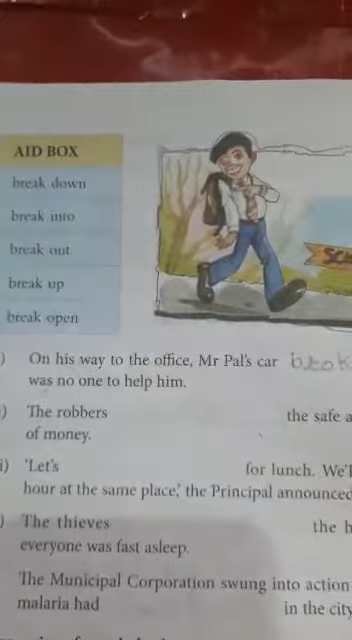 AID BOX
break down
break into
break out
break up
break open
) On his way to the office, Mr Pal's car brok
was no one to help him.
) The robbers the safe a
of money.
i) 'Let's for lunch. We'l
hour at the same place,' the Principal announced
) The thieves the h
everyone was fast asleep.
The Municipal Corporation swung into action
malaria had in the city